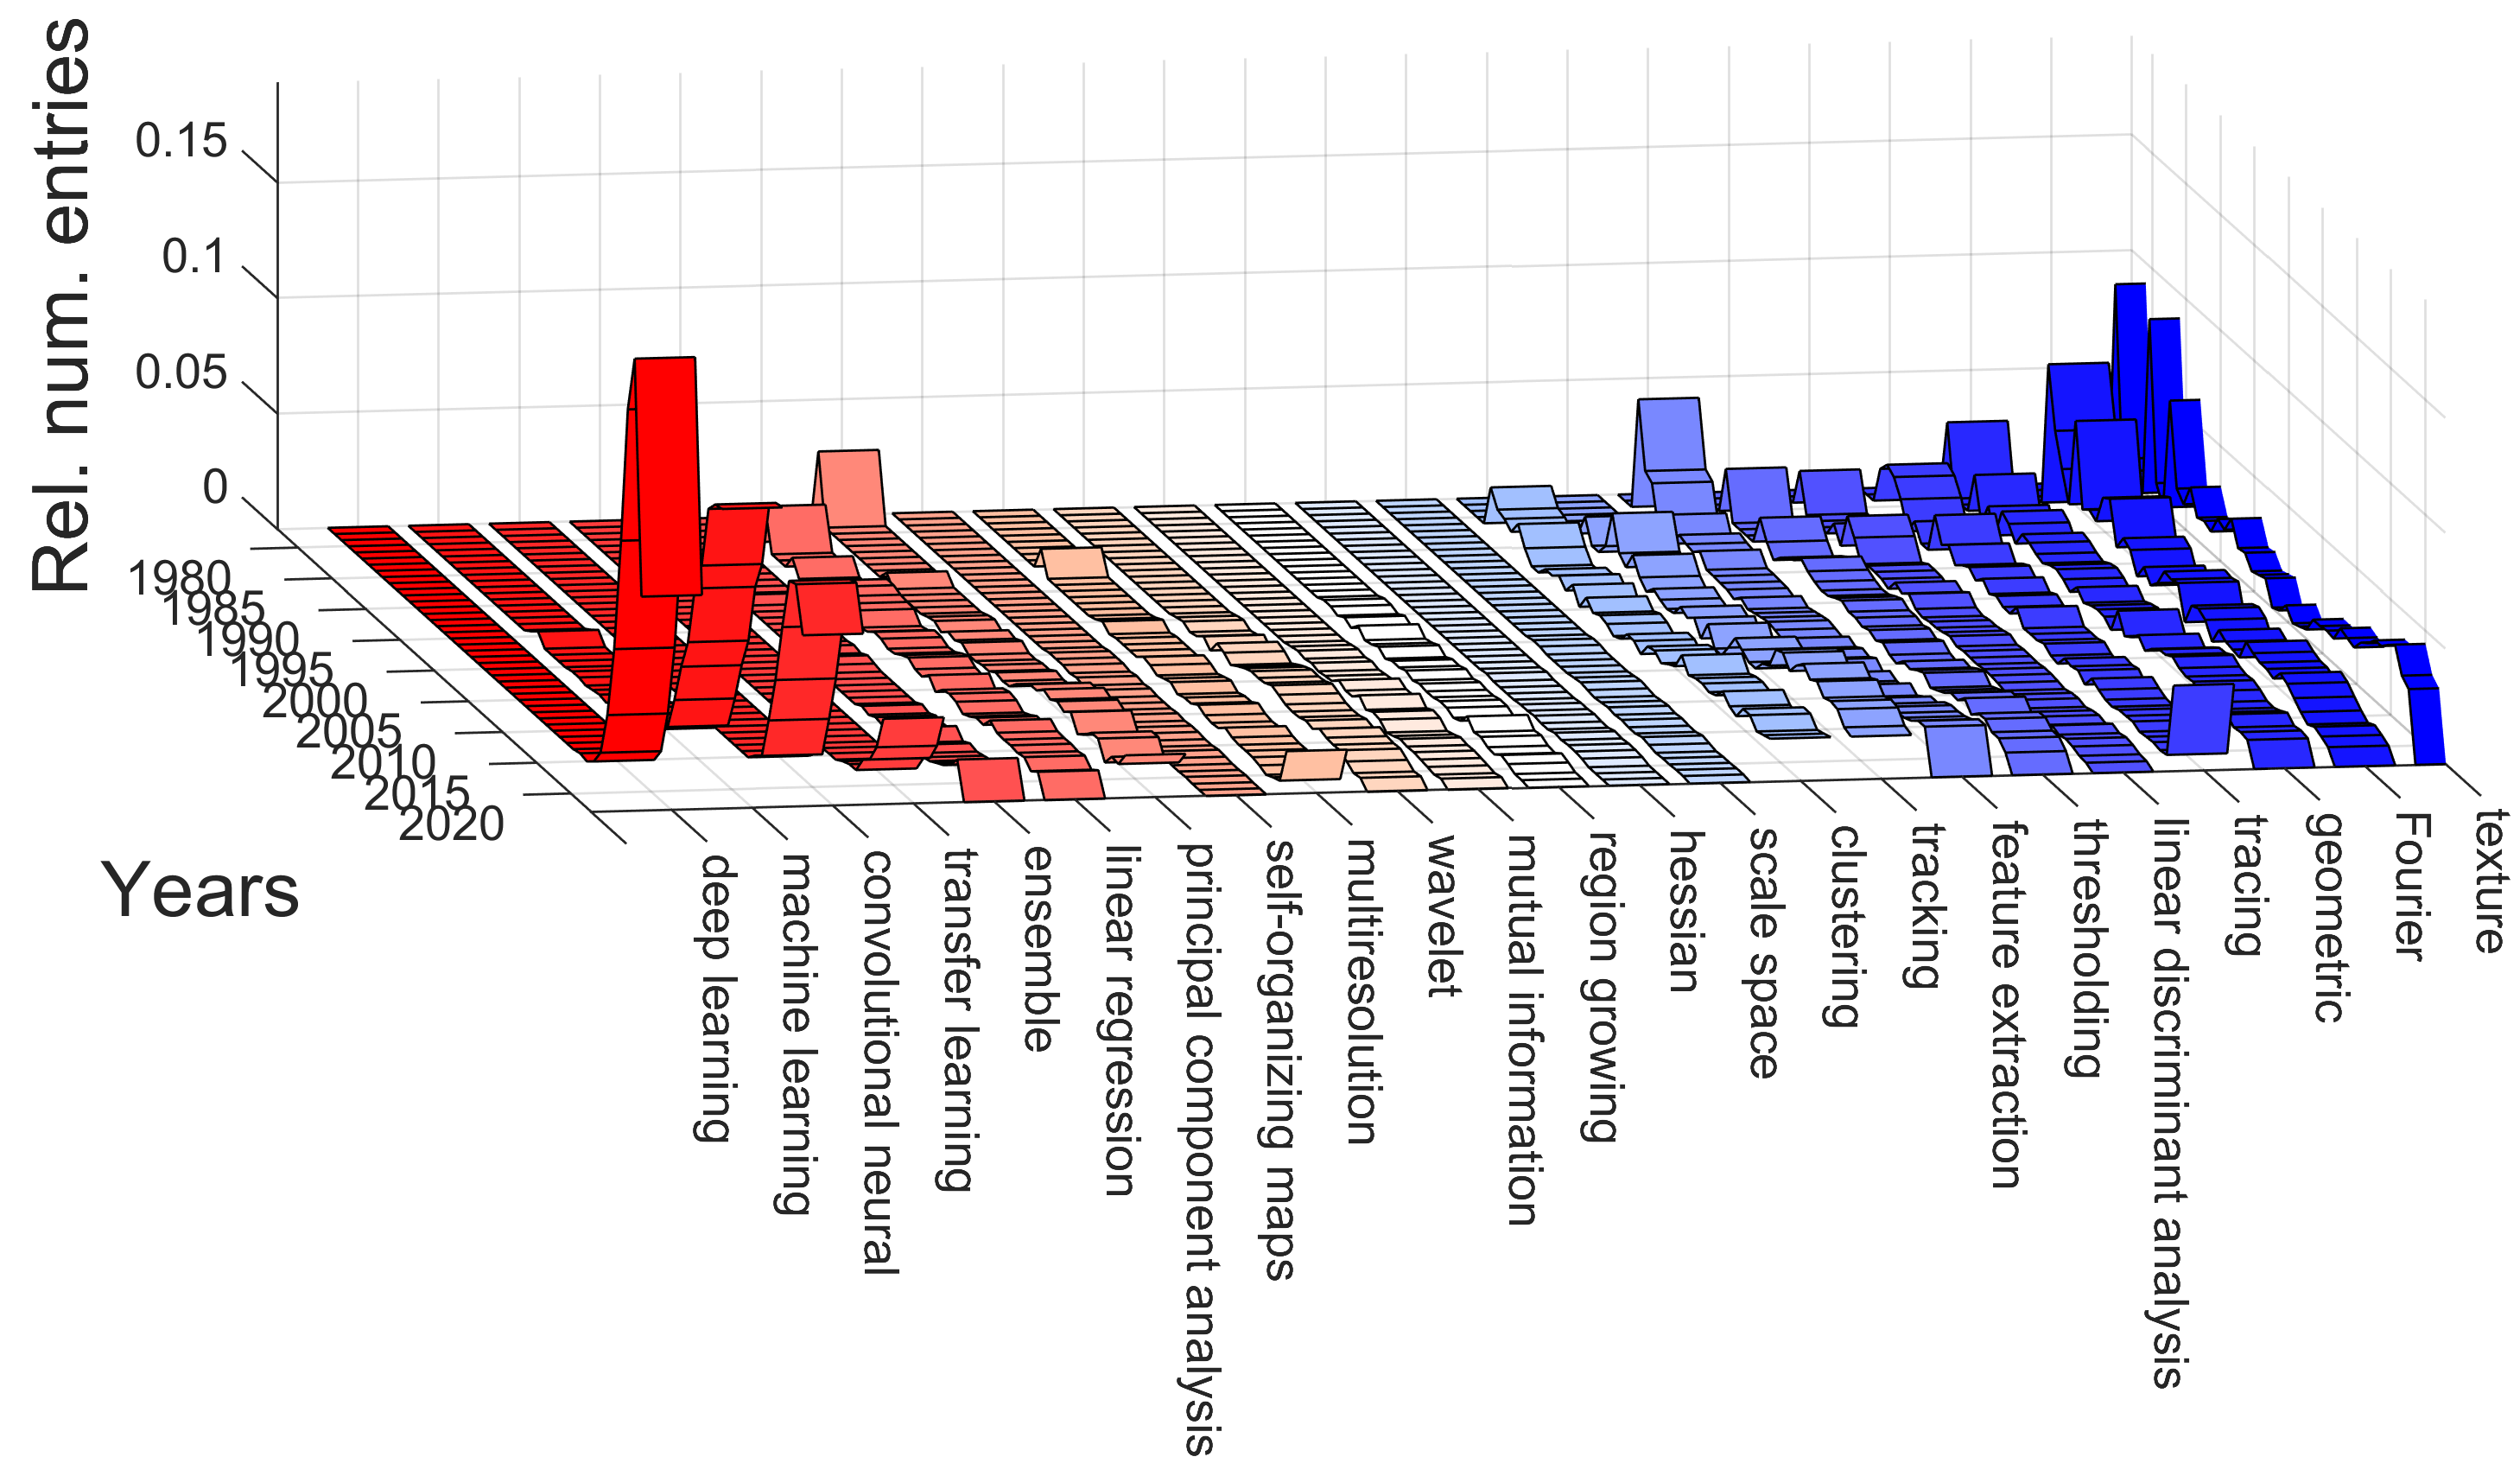 Rel. num. entries
0.15
0.1
0.05
0
1980
1985
1990
1995
2000
2005
2010
2015
2020
Years
deep learning
machine learning
convolutional neural
transfer learning
ensemble
linear regression
principal component analysis
self-organizing maps
multiresolution
wavelet
mutual information
region growing
hessian
scale space
clustering
tracking
feature extraction
thresholding
linear discriminant analysis
tracing
geometric
Fourier
texture